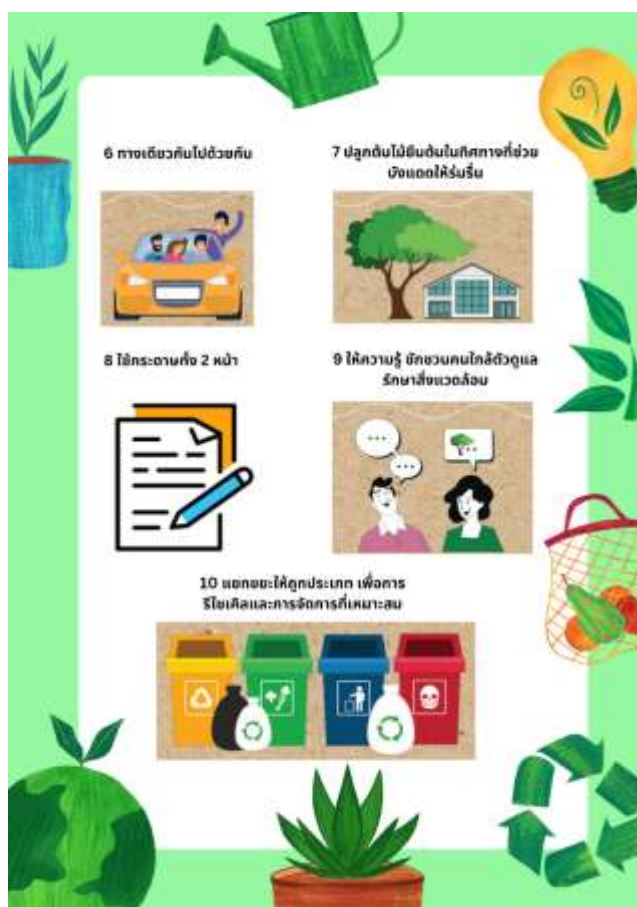 6 ทางเดียวกันไปด้วยกัน
7 ปลูกต้นไม้ยืนต้นในทิศทางที่ช่วย
บังแดดให้ร่มรื่น
8 ใช้กระดาษทั้ง 2 หน้า
9 ให้ความรู้ ชักชวนคนใกล้ตัวดูแล
รักษาสิ่งแวดล้อม
10 แยกขยะให้ถูกประเภท เพื่อการ
รีไซเคิลและการจัดการที่เหมาะสม